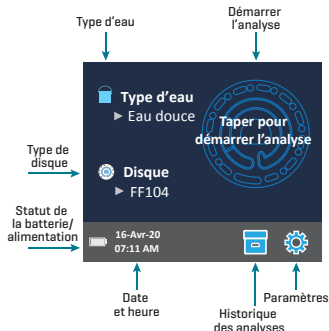 Type d'eau
Démarrer
l'analyse
Type d'eau
► Eau douce
Taper pour
démarrer l'analyse
Type de
disque
Disque
► FF104
Statut de
la batterie/
alimentation
16-Avr-20
07:11 AM
Date
et heure
Historique
des analyses
Paramètres